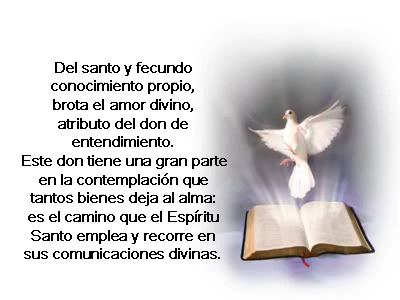 Del santo y fecundo
conocimiento propio,
brota el amor divino,
atributo del don de
entendimiento.
Este don tiene una gran parte
en la contemplación que
tantos bienes deja al alma:
es el camino que el Espíritu
Santo emplea y recorre en
sus comunicaciones divinas.